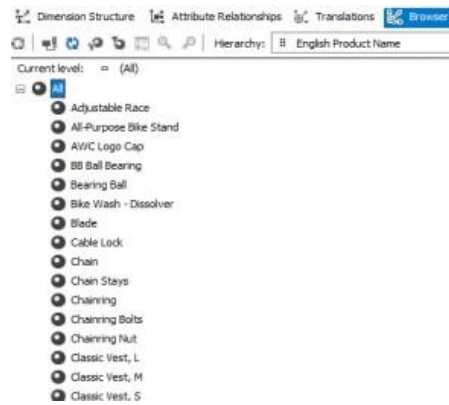 Dimension Structure Attribute Relationships Translations Browser
Hierarchy: English Product Name
Current level: (All)
All
Adjustable Race
All-Purpose Bike Stand
AWC Logo Cap
BB Ball Bearing
Bearing Ball
Bike Wash - Dissolver
Blade
Cable Lock
Chain
Chain Stays
Chainring
Chainring Bolts
Chainring Nut
Classic Vest, L
Classic Vest, M
Classic Vest, S